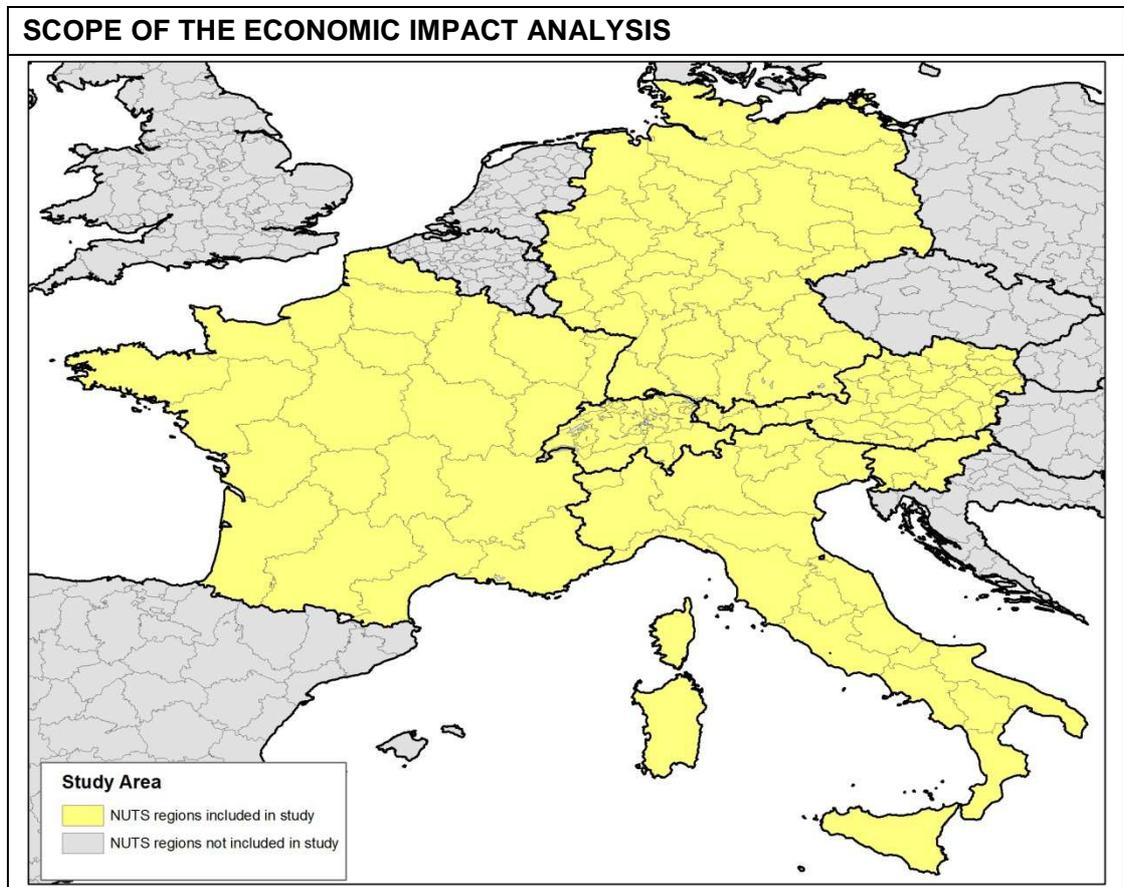 SCOPE OF THE ECONOMIC IMPACT ANALYSIS
Study Area
NUTS regions included in study
NUTS regions not included in study